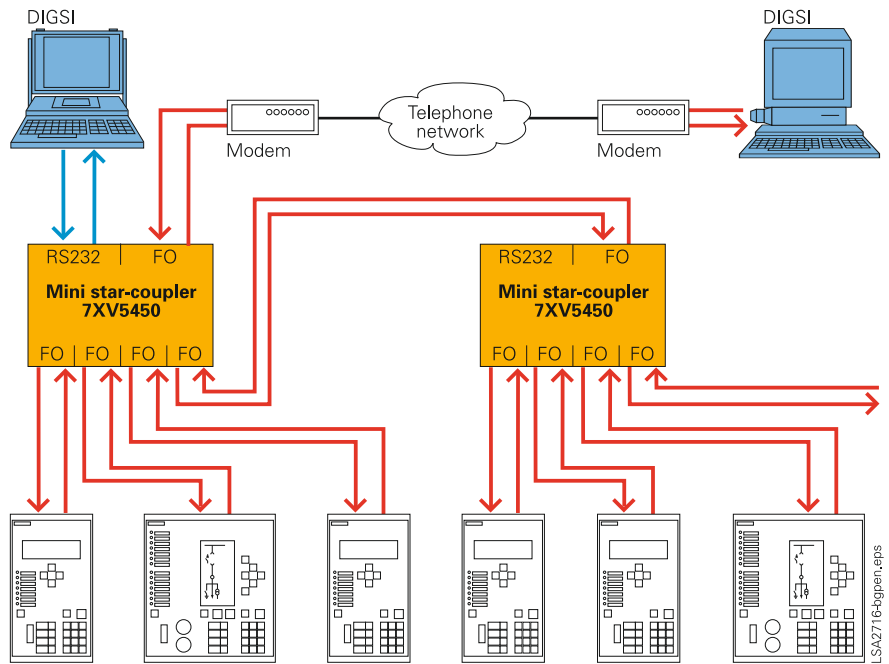 DIGSI
DIGSI
Telephone
network
Modem
Modem
RS232
FO
Mini star-coupler
7XV5450
FO
FO
FO
FO
RS232
FO
Mini star-coupler
7XV5450
FO
FO
FO
FO
LSA2716-bgpen.eps